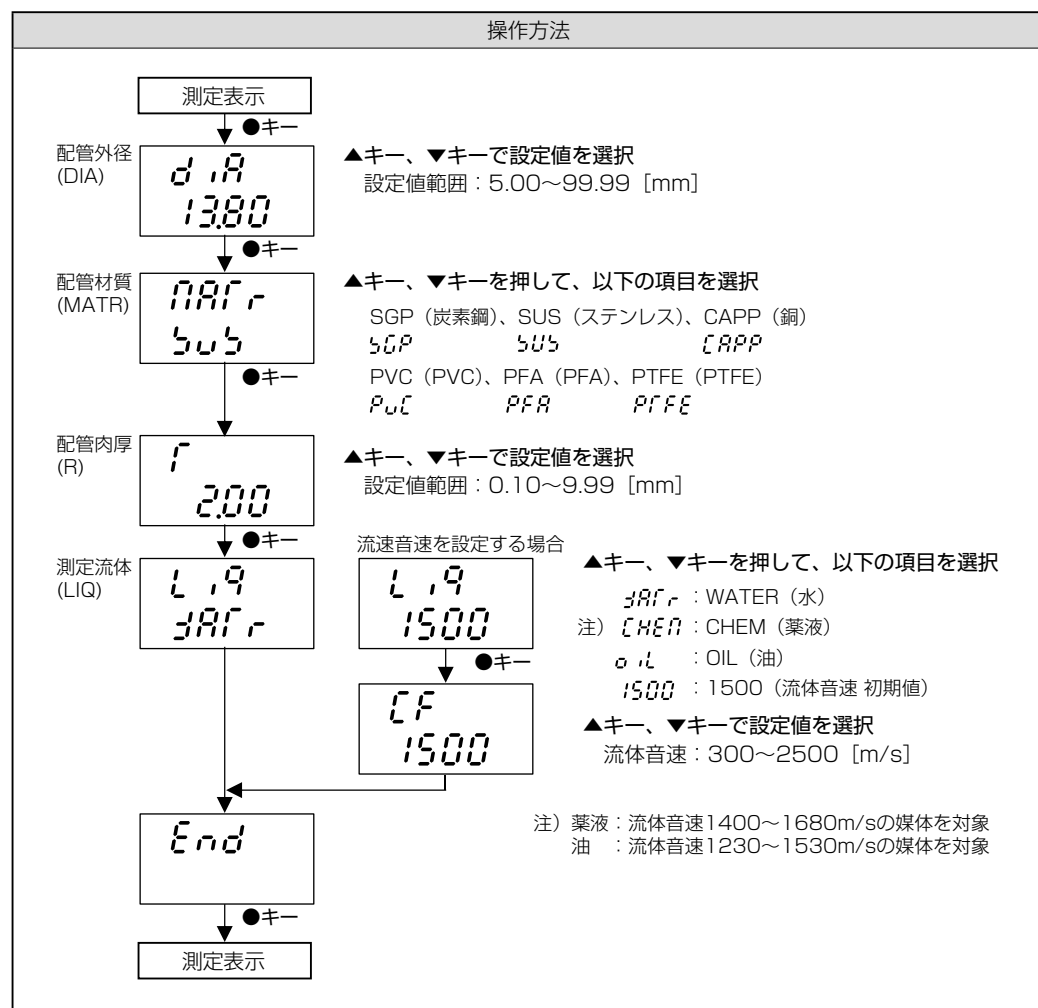 操作方法
測定表示
●キー
配管外径
(DIA)
diA
13.80
▲キー、▼キーで設定値を選択
設定値範囲：5.00～99.99［mm］
●キー
配管材質
(MATR)
MATr
SuS
▲キー、▼キーを押して、以下の項目を選択
SGP（炭素鋼）、SUS（ステンレス）、CAPP（銅）
SGP SUS CAPP
PVC（PVC）、PFA（PFA）、PTFE（PTFE）
PvC PFA PTFE
●キー
配管肉厚
(R)
T
2.00
▲キー、▼キーで設定値を選択
設定値範囲：0.10～9.99［mm］
●キー
測定流体
(LIQ)
Liq
WATr
流速音速を設定する場合
Liq
1500
▲キー、▼キーを押して、以下の項目を選択
WATr：WATER（水）
注）CHEM：CHEM（薬液）
oiL：OIL（油）
1500：1500（流体音速 初期値）
●キー
CF
1500
▲キー、▼キーで設定値を選択
流体音速：300～2500［m/s］
End
注）薬液：流体音速1400～1680m/sの媒体を対象
油　：流体音速1230～1530m/sの媒体を対象
●キー
測定表示